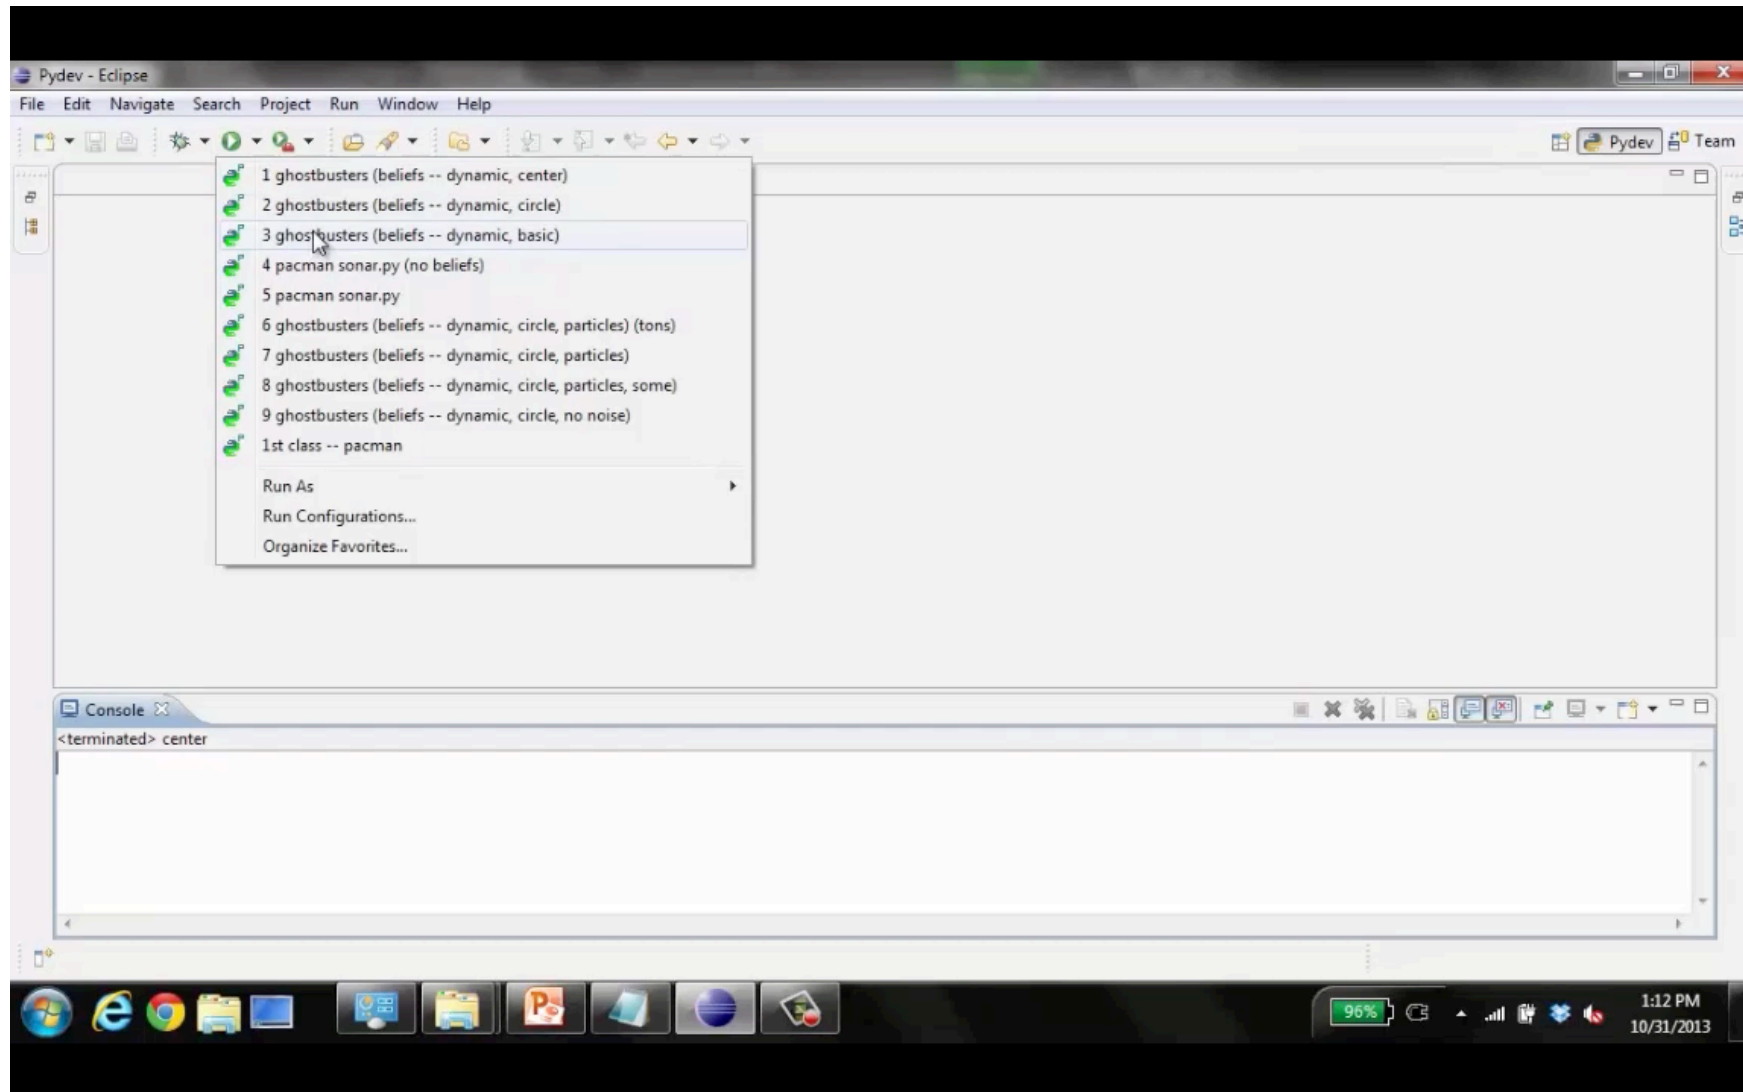 Pydev - Eclipse
File Edit Navigate Search Project Run Window Help
Pydev Team
1 ghostbusters (beliefs -- dynamic, center)
2 ghostbusters (beliefs -- dynamic, circle)
3 ghostbusters (beliefs -- dynamic, basic)
4 pacman sonar.py (no beliefs)
5 pacman sonar.py
6 ghostbusters (beliefs -- dynamic, circle, particles) (tons)
7 ghostbusters (beliefs -- dynamic, circle, particles)
8 ghostbusters (beliefs -- dynamic, circle, particles, some)
9 ghostbusters (beliefs -- dynamic, circle, no noise)
1st class -- pacman
Run As
Run Configurations...
Organize Favorites...
Console
<terminated> center
96%
1:12 PM
10/31/2013